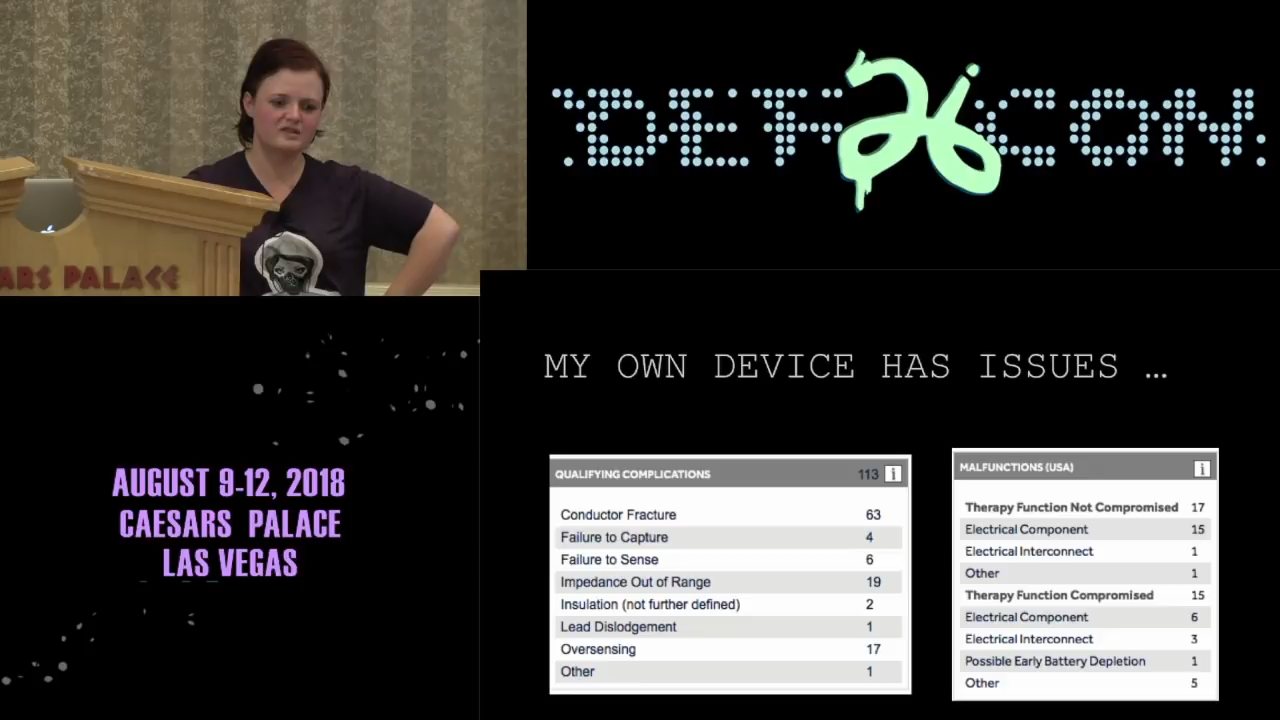 DEF 26 CON
ARS PALACE
AUGUST 9-12, 2018
CAESARS PALACE
LAS VEGAS
MY OWN DEVICE HAS ISSUES …
QUALIFYING COMPLICATIONS 113 i
Conductor Fracture 63
Failure to Capture 4
Failure to Sense 6
Impedance Out of Range 19
Insulation (not further defined) 2
Lead Dislodgement 1
Oversensing 17
Other 1
MALFUNCTIONS (USA) i
Therapy Function Not Compromised 17
Electrical Component 15
Electrical Interconnect 1
Other 1
Therapy Function Compromised 15
Electrical Component 6
Electrical Interconnect 3
Possible Early Battery Depletion 1
Other 5